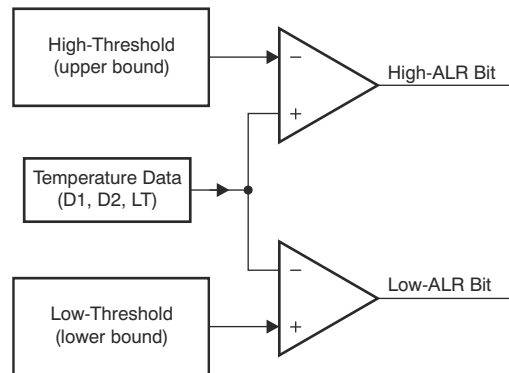 High-Threshold
(upper bound)
−
+
High-ALR Bit
Temperature Data
(D1, D2, LT)
Low-Threshold
(lower bound)
−
+
Low-ALR Bit